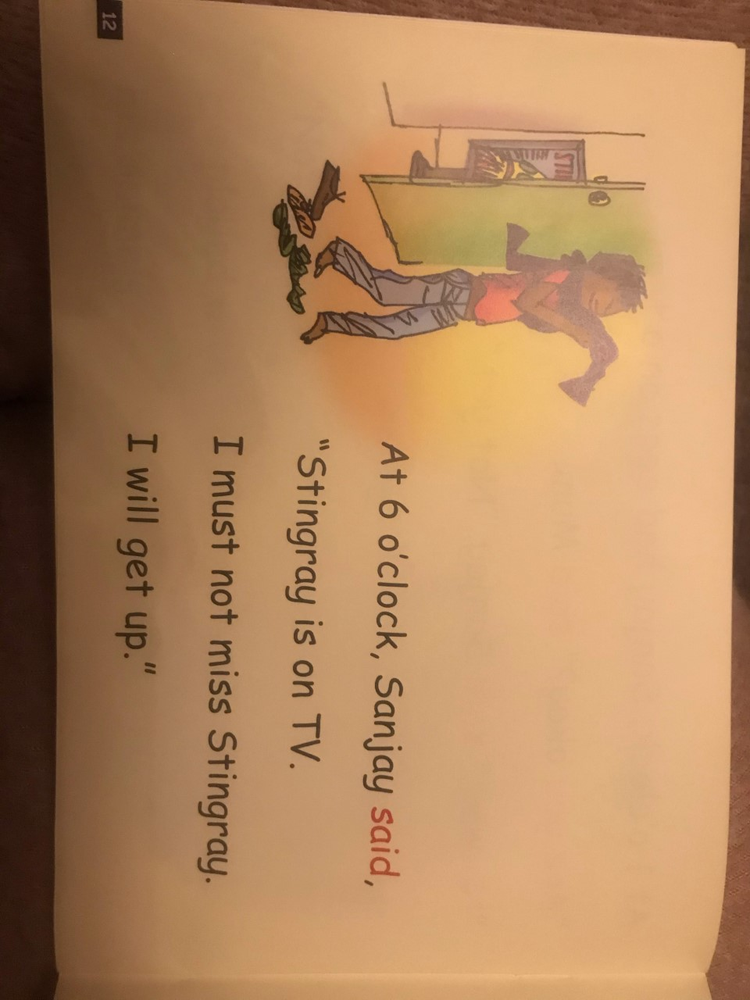 At 6 o'clock, Sanjay said,
"Stingray is on TV.
I must not miss Stingray.
I will get up."
12